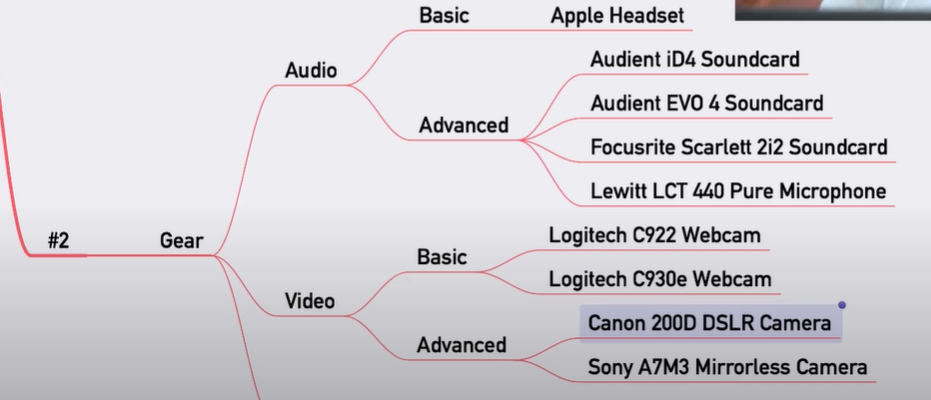 #2
Gear
Audio
Basic
Apple Headset
Advanced
Audient iD4 Soundcard
Audient EVO 4 Soundcard
Focusrite Scarlett 2i2 Soundcard
Lewitt LCT 440 Pure Microphone
Video
Basic
Logitech C922 Webcam
Logitech C930e Webcam
Advanced
Canon 200D DSLR Camera
Sony A7M3 Mirrorless Camera